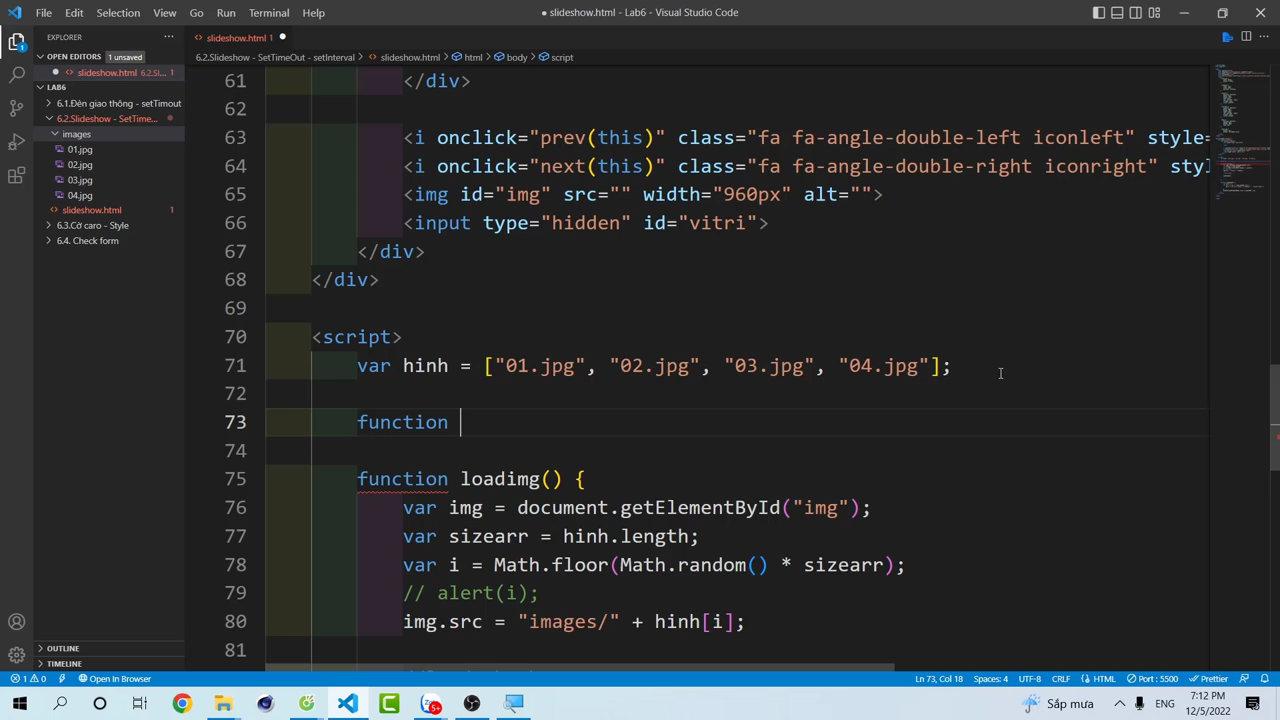 File Edit Selection View Go Run Terminal Help
● slideshow.html - Lab6 - Visual Studio Code
EXPLORER ···
slideshow.html 1 ●
OPEN EDITORS 1 unsaved
6.2.Slideshow - SetTimeOut - setInterval > slideshow.html > html > body > script
● slideshow.html 6.2.Sl... 1
LAB6
6.1.Đèn giao thông - setTimout
6.2.Slideshow - SetTime...
images
01.jpg
02.jpg
03.jpg
04.jpg
slideshow.html 1
6.3.Cờ caro - Style
6.4. Check form
OUTLINE
TIMELINE
61 </div>
62
63 <i onclick="prev(this)" class="fa fa-angle-double-left iconleft" style=
64 <i onclick="next(this)" class="fa fa-angle-double-right iconright" sty
65 <img id="img" src="" width="960px" alt="">
66 <input type="hidden" id="vitri">
67 </div>
68 </div>
69
70 <script>
71 var hinh = ["01.jpg", "02.jpg", "03.jpg", "04.jpg"];
72
73 function
74
75 function loadimg() {
76 var img = document.getElementById("img");
77 var sizearr = hinh.length;
78 var i = Math.floor(Math.random() * sizearr);
79 // alert(i);
80 img.src = "images/" + hinh[i];
81
1 0 Open In Browser Ln 73, Col 18 Spaces: 4 UTF-8 CRLF HTML Port : 5500 Prettier
5+ Sắp mưa ENG 7:12 PM
12/5/2022